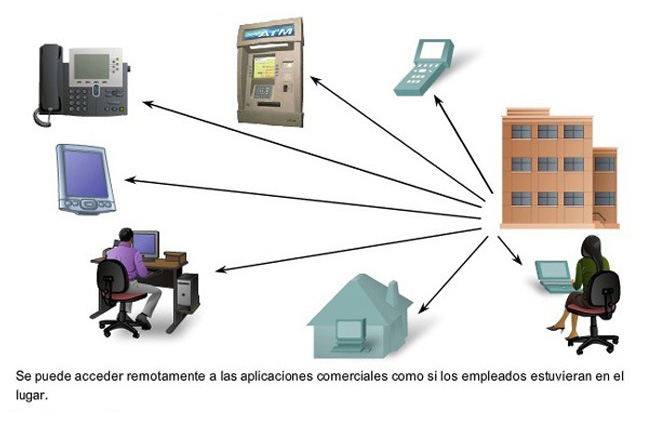 ATM
Se puede acceder remotamente a las aplicaciones comerciales como si los empleados estuvieran en el
lugar.